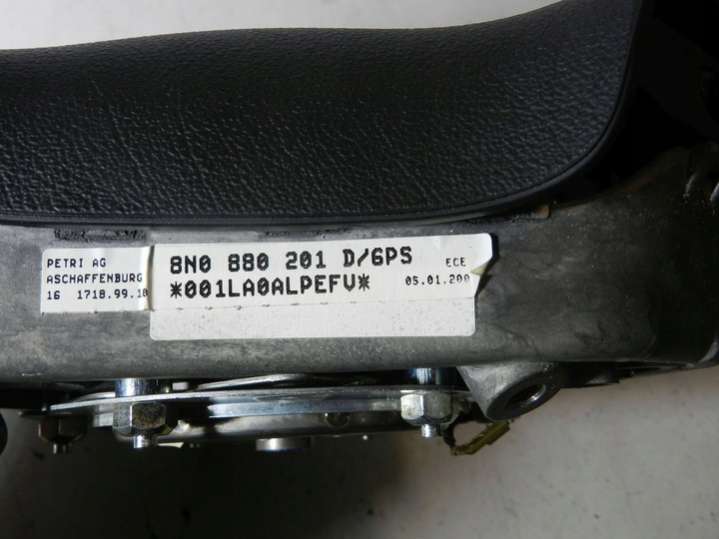 PETRI AG
ASCHAFFENBURG
16 1718.99.10
8N0 880 201 D/6PS
ECE
*001LA0ALPEFV*
05.01.200